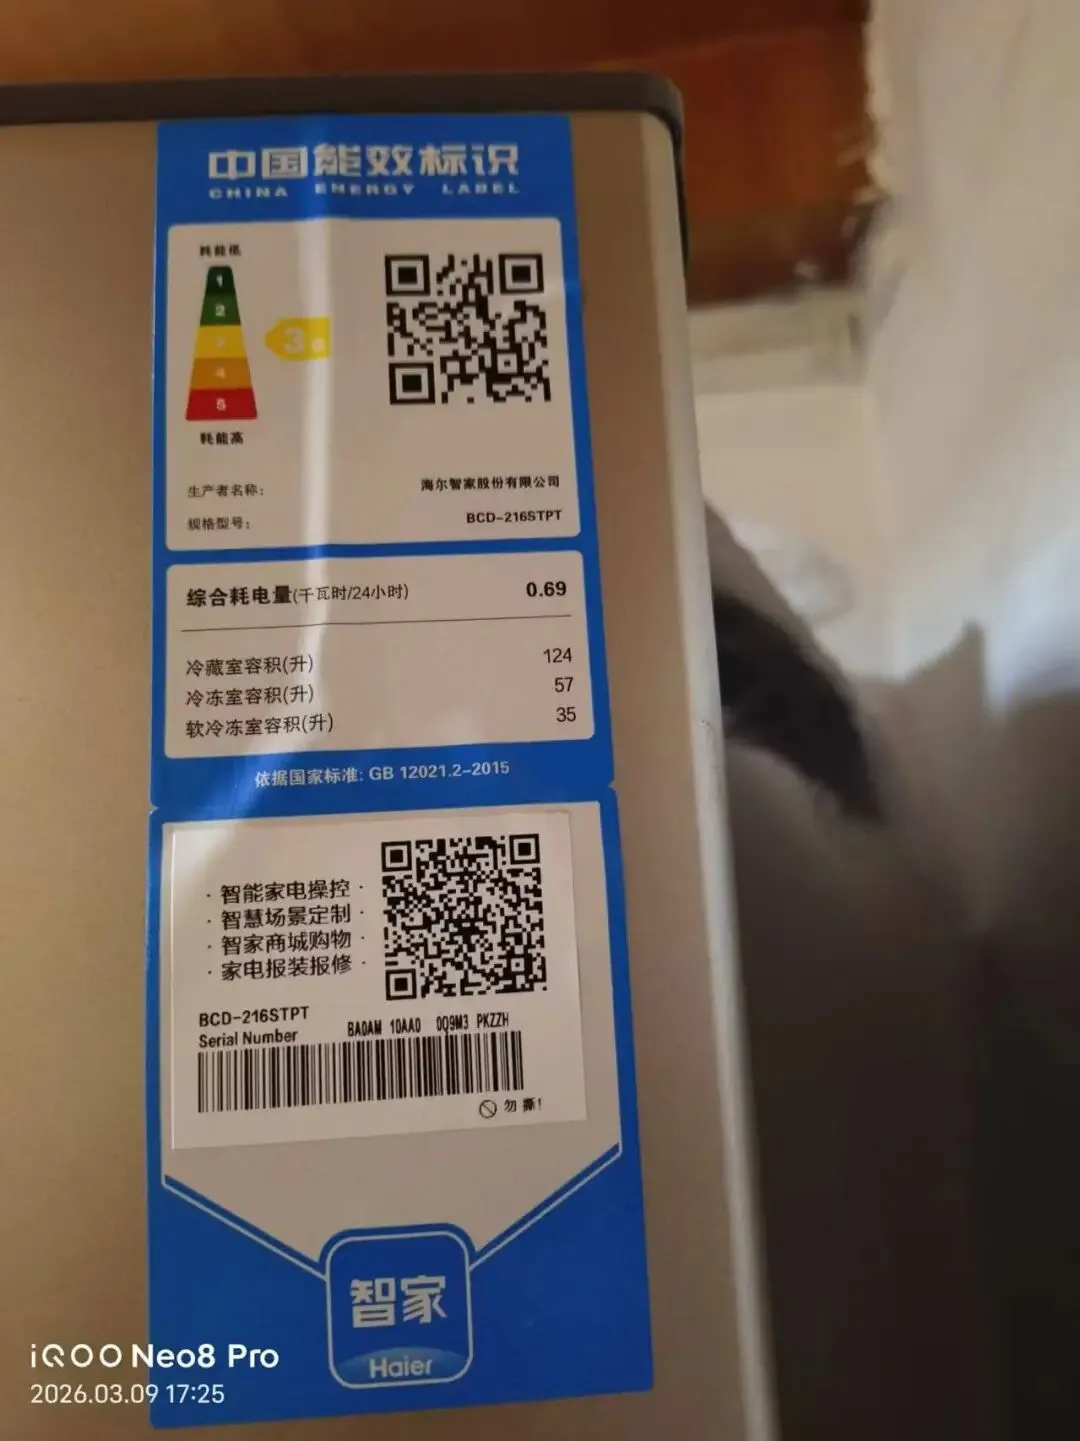 中国能效标识
CHINA ENERGY LABEL
耗能低
1
2
3
4
5
耗能高
生产者名称：
海尔智家股份有限公司
规格型号：
BCD-216STPT
综合耗电量(千瓦时/24小时)
0.69
冷藏室容积(升)
124
冷冻室容积(升)
57
软冷冻室容积(升)
35
依据国家标准: GB 12021.2-2015
· 智能家电操控 ·
· 智慧场景定制 ·
· 智家商城购物 ·
· 家电报装报修 ·
BCD-216STPT
Serial Number
BA0AM 10AA0 0Q9M3 PKZZH
勿 撕!
智家
Haier
iQOO Neo8 Pro
2026.03.09 17:25